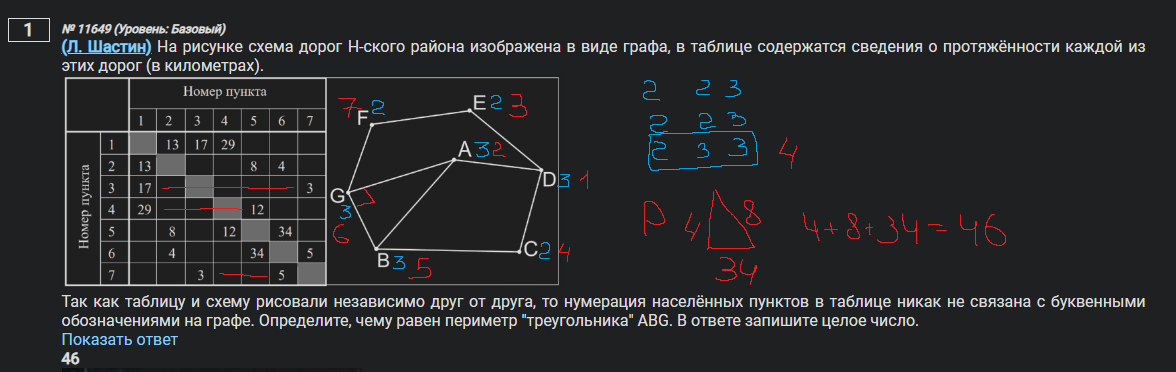 1
№ 11649 (Уровень: Базовый)
(Л. Шастин) На рисунке схема дорог Н-ского района изображена в виде графа, в таблице содержатся сведения о протяжённости каждой из
этих дорог (в километрах).
Номер пункта
1 2 3 4 5 6 7
Номер пункта
1 13 17 29
2 13 8 4
3 17 3
4 29 12
5 8 12 34
6 4 34 5
7 3 5
7 F 2
E 2 3
A 3 2
D 3 1
G 3 6
B 3 5
C 2 4
2 2 3
2 2 3
2 3 3 4
P 4 8 34
4+8+34=46
Так как таблицу и схему рисовали независимо друг от друга, то нумерация населённых пунктов в таблице никак не связана с буквенными
обозначениями на графе. Определите, чему равен периметр "треугольника" ABG. В ответе запишите целое число.
Показать ответ
46